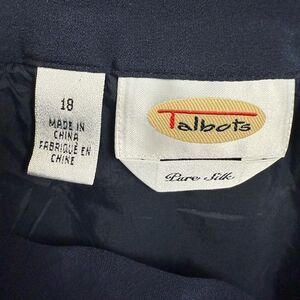 18
MADE IN
CHINA
FABRIQUÉ EN
CHINE
Talbots
Pure Silk